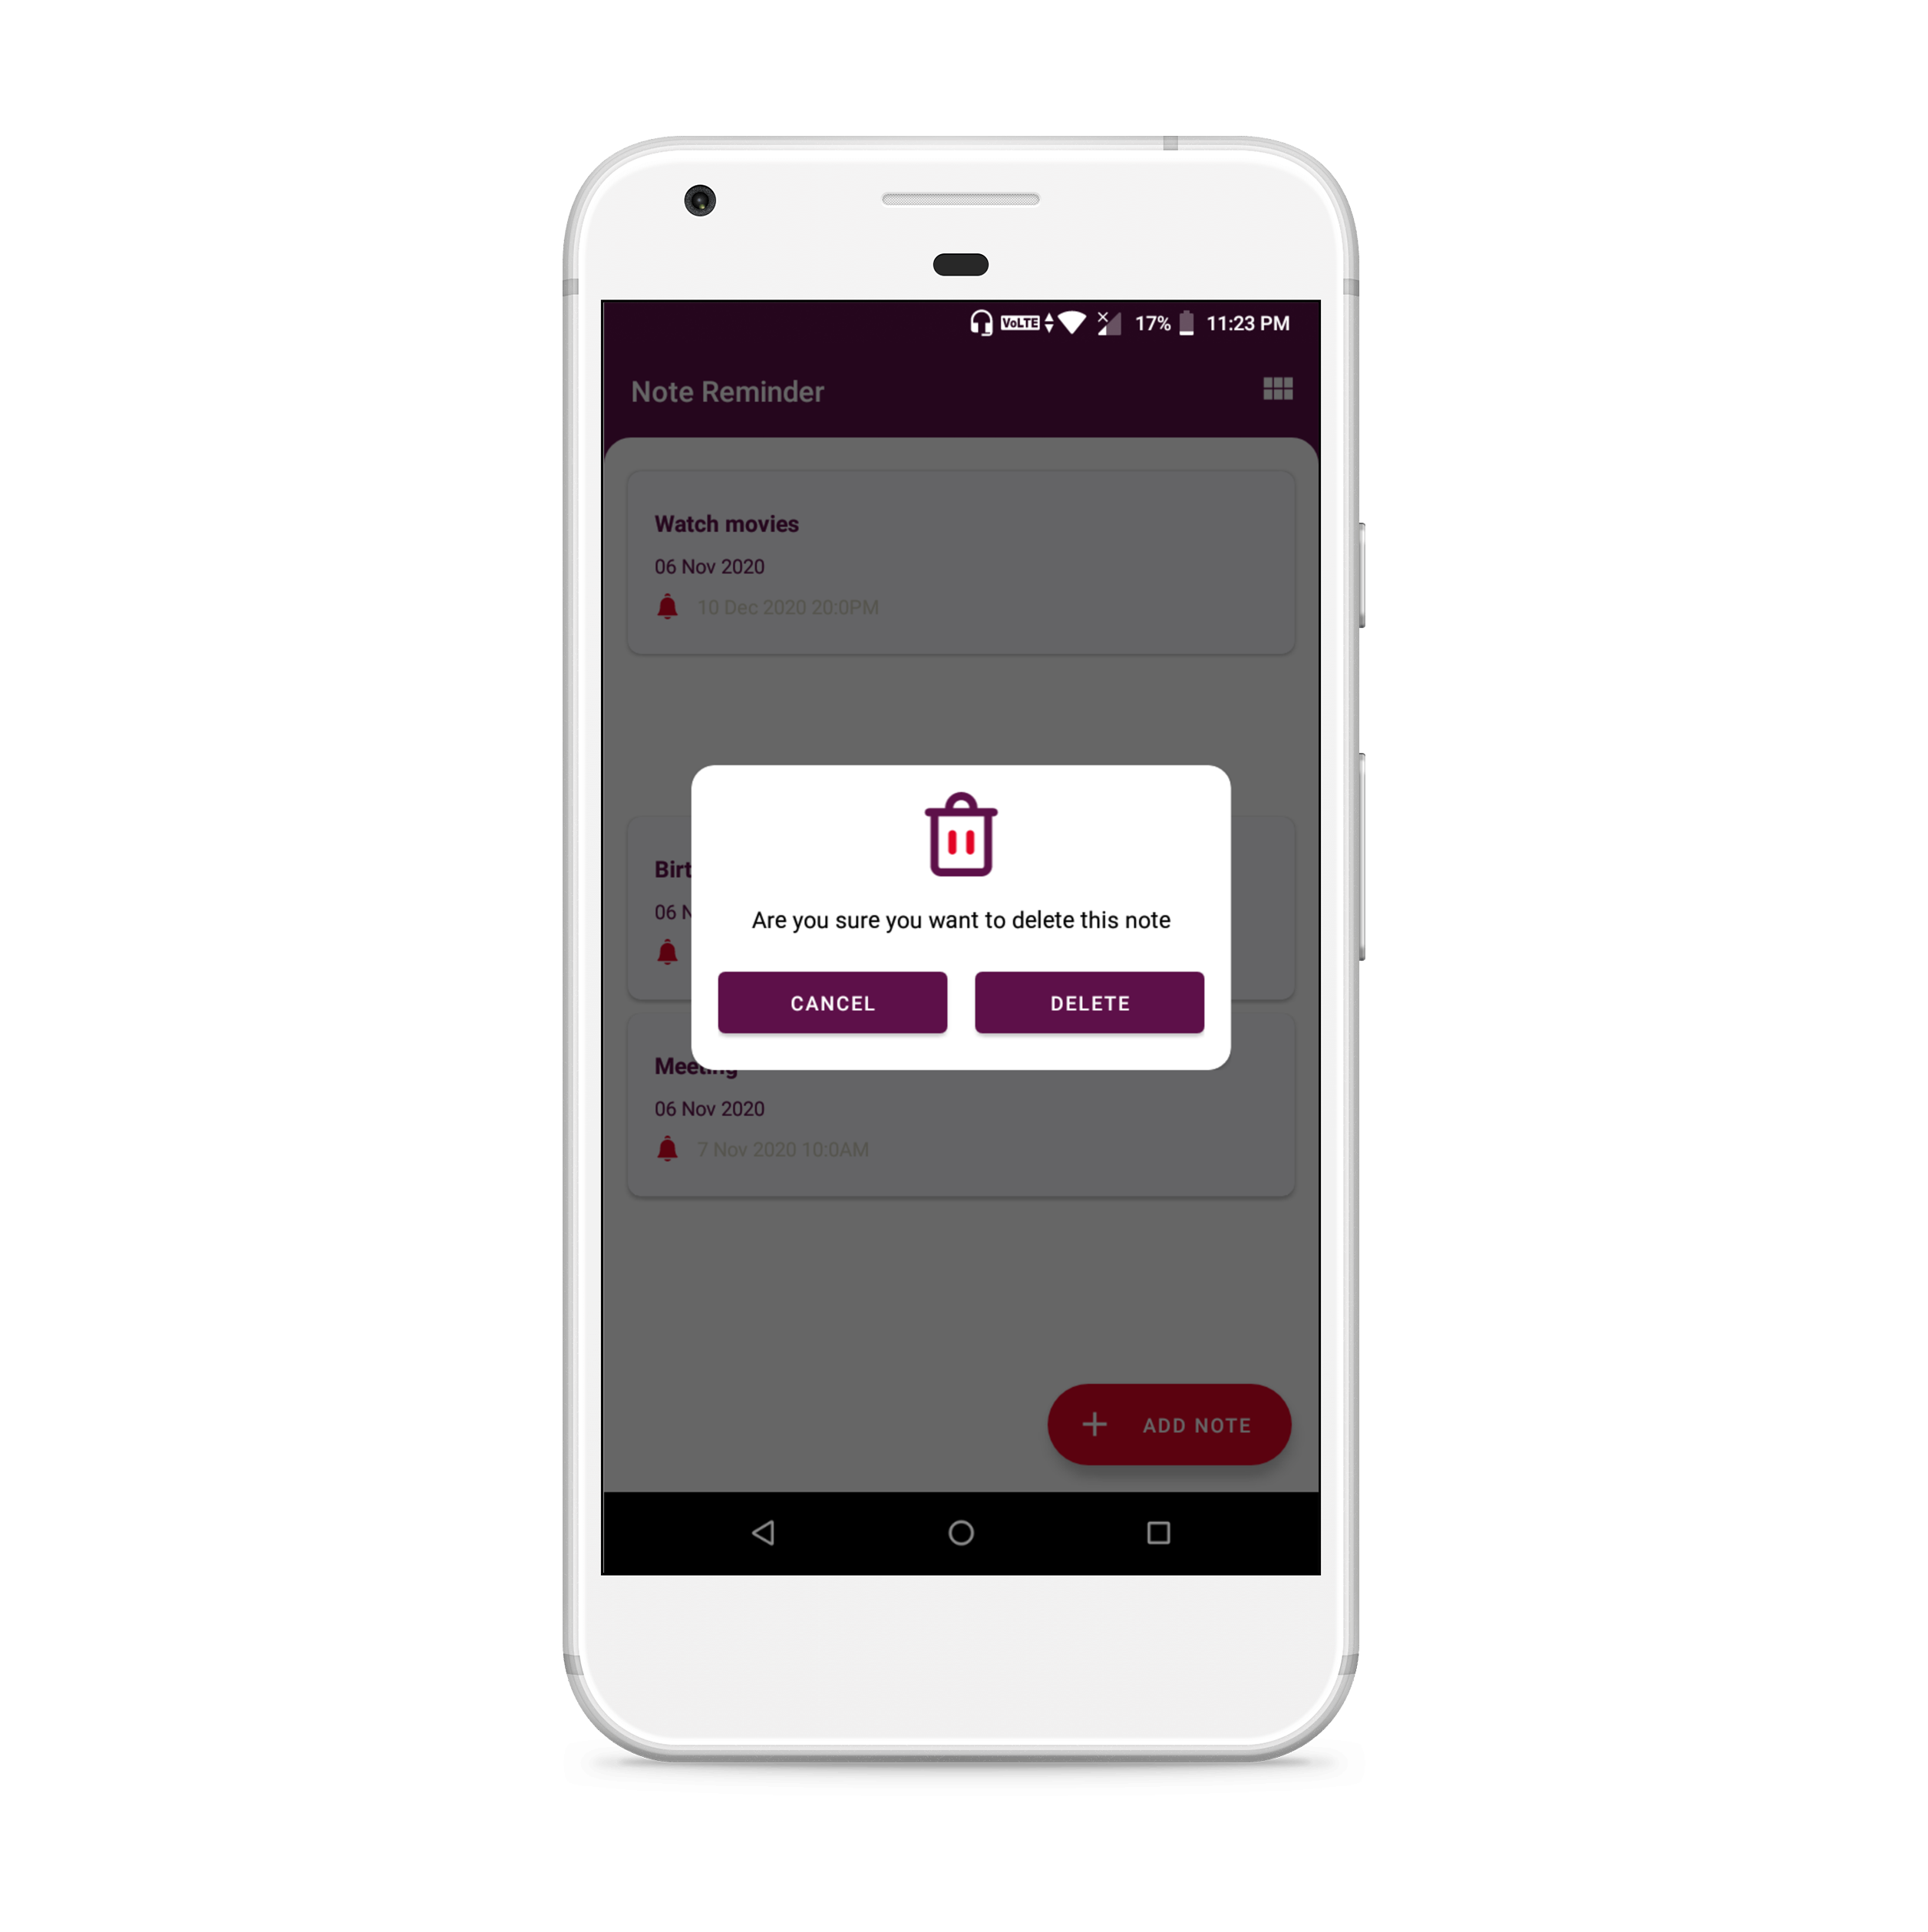 VoLTE 17% 11:23 PM
Note Reminder
Watch movies
06 Nov 2020
10 Dec 2020 20:0PM
Are you sure you want to delete this note
CANCEL DELETE
Meeting
06 Nov 2020
7 Nov 2020 10:0AM
ADD NOTE